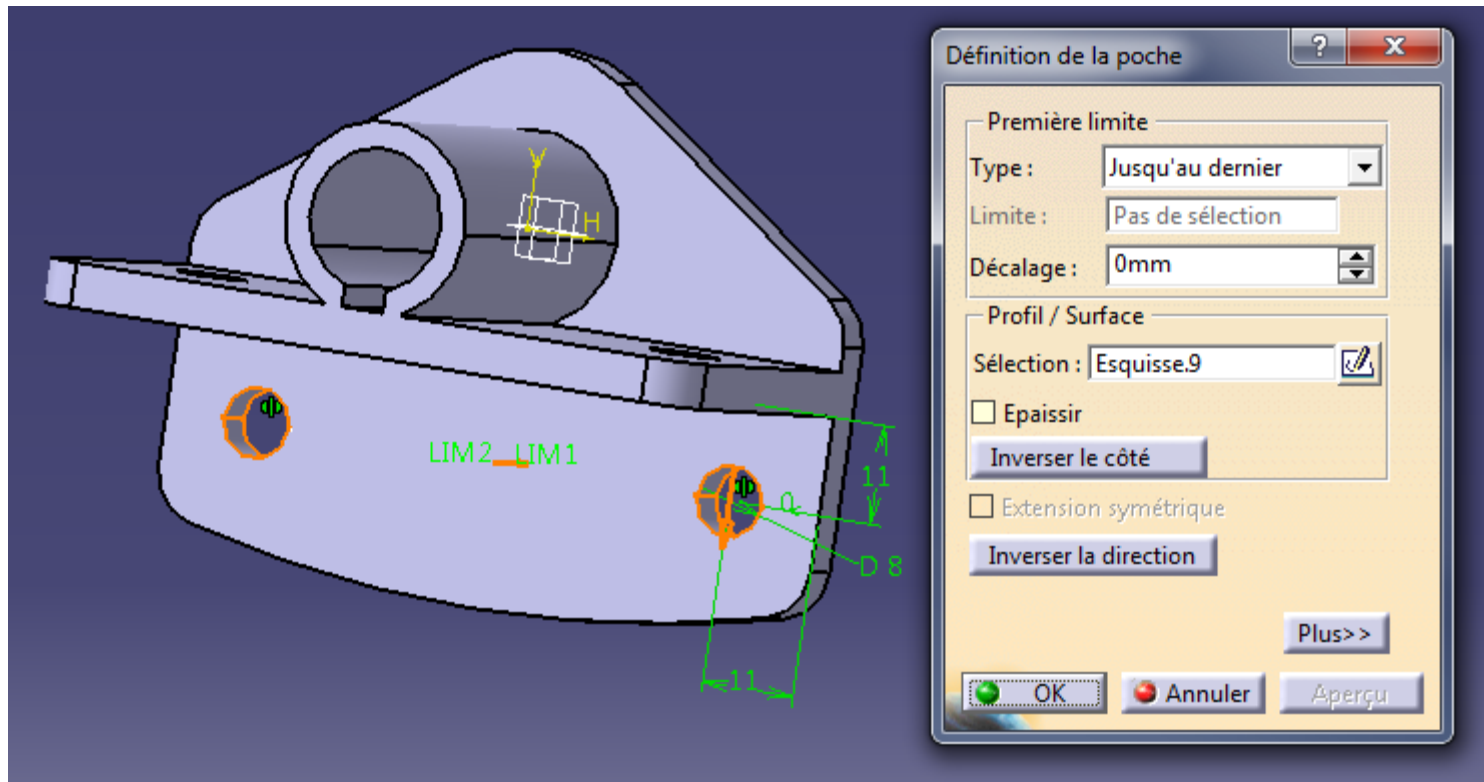 V
H
LIM2 LIM1
11
D 8
11
Définition de la poche
Première limite
Type : Jusqu'au dernier
Limite : Pas de sélection
Décalage : 0mm
Profil / Surface
Sélection : Esquisse.9
Epaissir
Inverser le côté
Extension symétrique
Inverser la direction
Plus>>
OK Annuler Aperçu